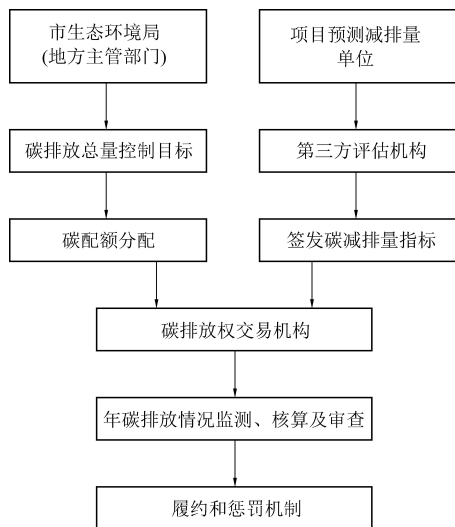 市生态环境局
(地方主管部门)
项目预测减排量
单位
碳排放总量控制目标
第三方评估机构
碳配额分配
签发碳减排量指标
碳排放权交易机构
年碳排放情况监测、核算及审查
履约和惩罚机制